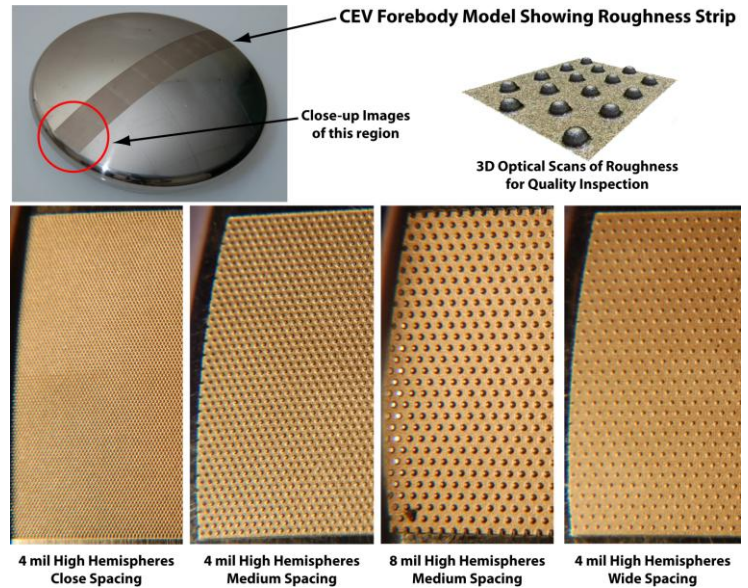 CEV Forebody Model Showing Roughness Strip
Close-up Images
of this region
3D Optical Scans of Roughness
for Quality Inspection
4 mil High Hemispheres
Close Spacing
4 mil High Hemispheres
Medium Spacing
8 mil High Hemispheres
Medium Spacing
4 mil High Hemispheres
Wide Spacing